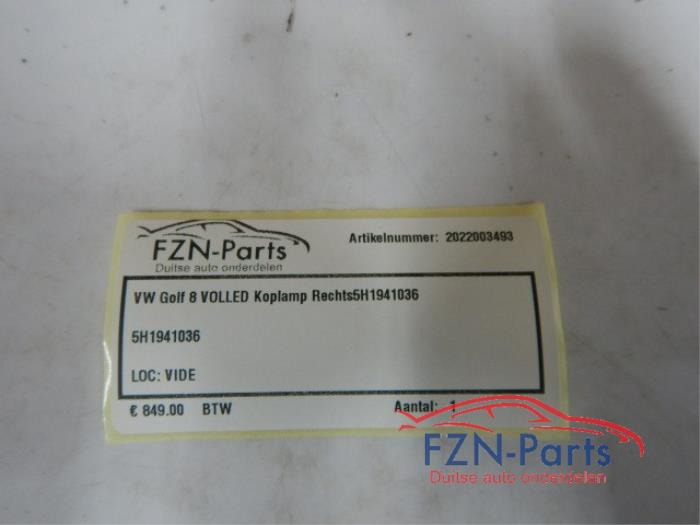 FZN-Parts
Duitse auto onderdelen
Artikelnummer: 2022003493
VW Golf 8 VOLLED Koplamp Rechts5H1941036
5H1941036
LOC: VIDE
€ 849.00 BTW
Aantal: 1
FZN-Parts
Duitse auto onderdelen